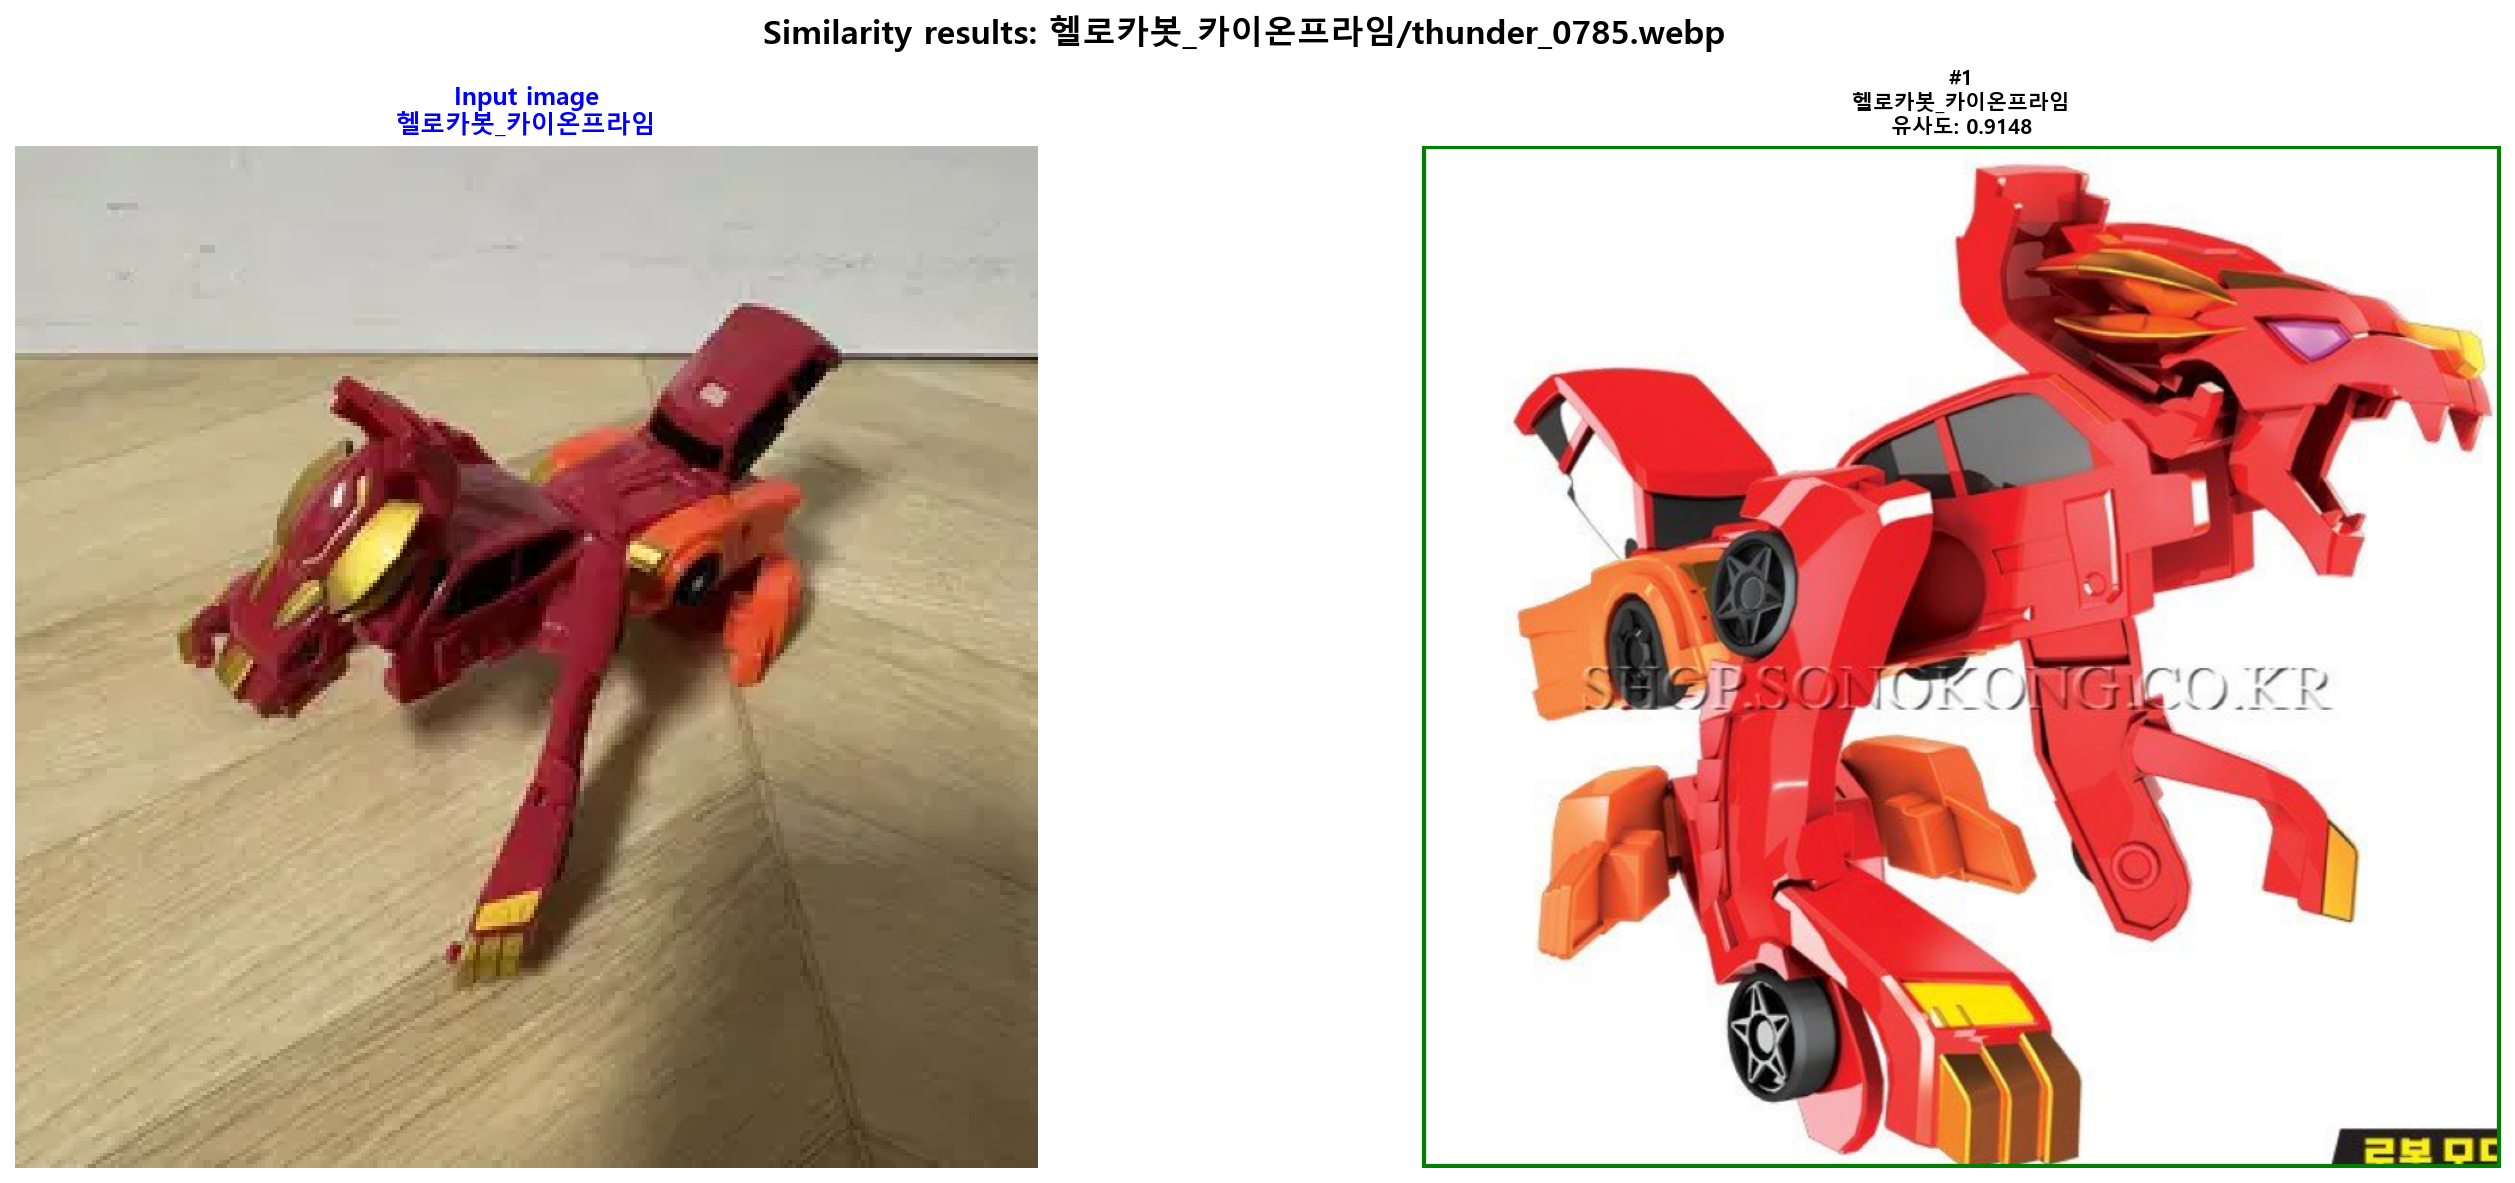 Similarity results: 헬로카봇_카이온프라임/thunder_0785.webp
Input image
헬로카봇_카이온프라임
#1
헬로카봇_카이온프라임
유사도: 0.9148
SHOP.SONOKONG.CO.KR
로봇 모드